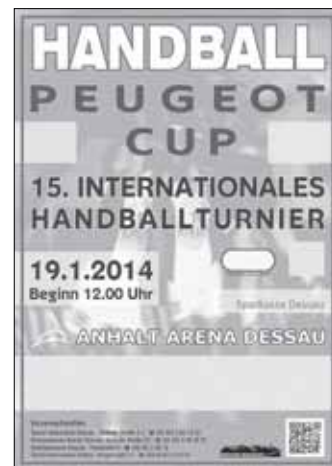 HANDBALL
PEUGEOT
CUP
15. INTERNATIONALES
HANDBALLTURNIER
19.1.2014
Beginn 12.00 Uhr
Sparkasse Dessau
ANHALT ARENA DESSAU